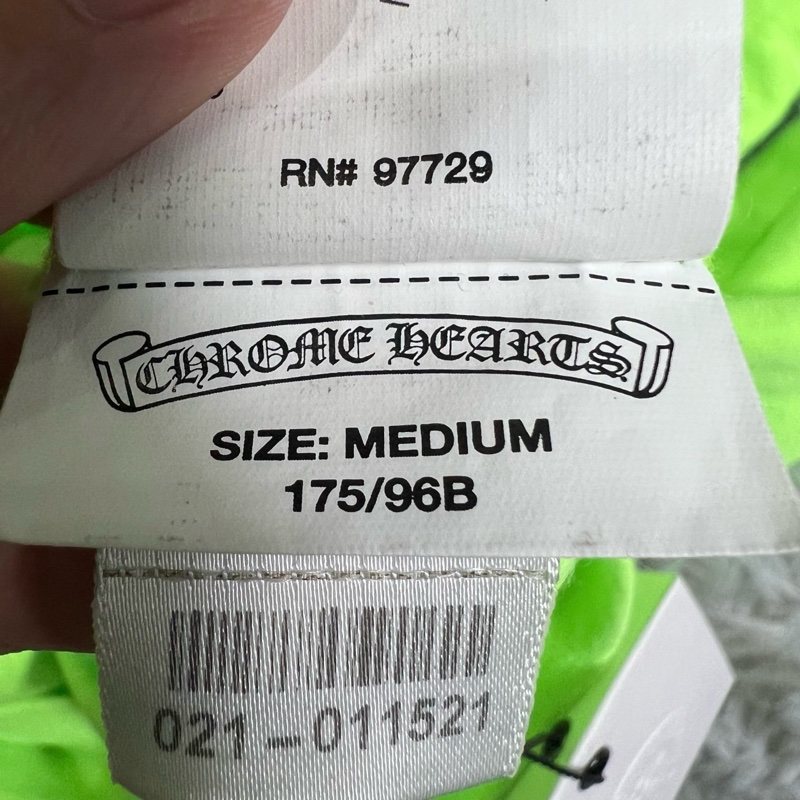 RN# 97729
CHROME HEARTS
SIZE: MEDIUM
175/96B
021-011521